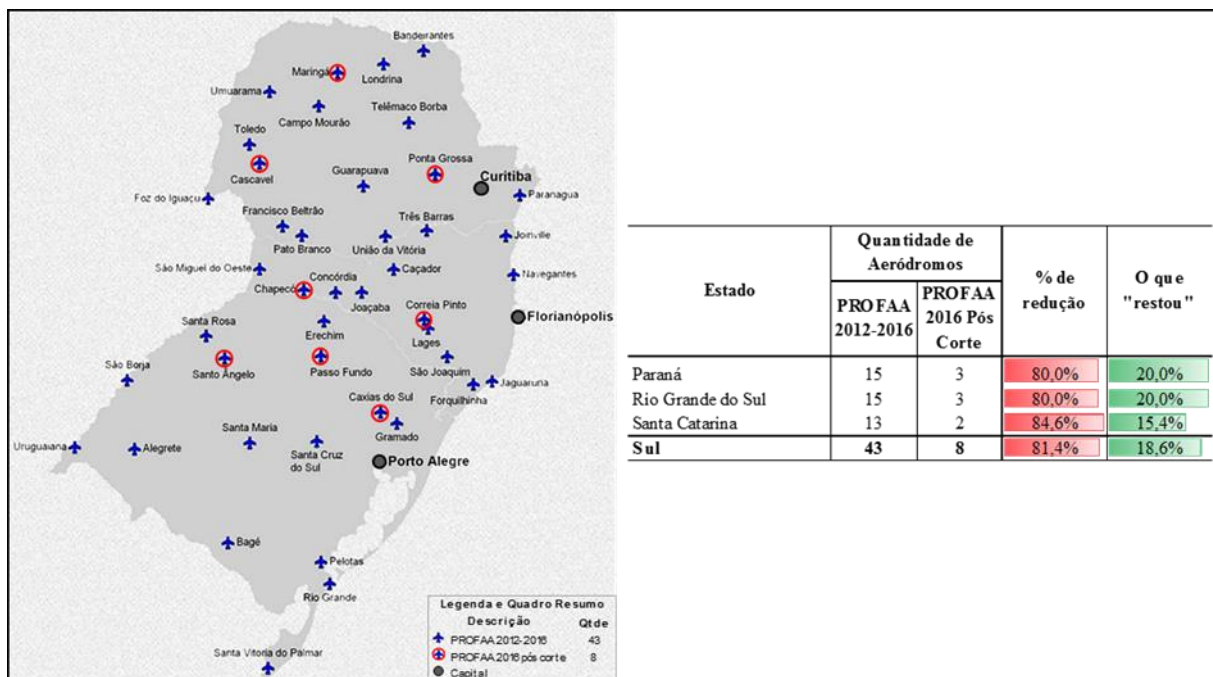 Bandeirantes
Maringá
Londrina
Umuarama
Campo Mourão
Telêmaco Borba
Toledo
Cascavel
Guarapuava
Ponta Grossa
Curitiba
Foz do Iguaçu
Paranagua
Francisco Beltrão
Três Barras
Pato Branco
União da Vitória
Joinville
São Miguel do Oeste
Concórdia
Caçador
Navegantes
Chapecó
Joaçaba
Correia Pinto
Florianópolis
Santa Rosa
Erechim
Lages
São Borja
Santo Ângelo
Passo Fundo
São Joaquim
Jaguaruna
Forquilhinha
Caxias do Sul
Gramado
Uruguaiana
Alegrete
Santa Maria
Santa Cruz
do Sul
Porto Alegre
Bagé
Pelotas
Rio Grande
Santa Vitoria do Palmar
Legenda e Quadro Resumo
Descrição Qtde
PROFAA 2012-2016 43
PROFAA 2016 pós corte 8
Capital
Estado
Quantidade de
Aeródromos
PROFAA
2012-2016
PROFAA
2016 Pós
Corte
% de
redução
O que
"restou"
Paraná 15 3 80,0% 20,0%
Rio Grande do Sul 15 3 80,0% 20,0%
Santa Catarina 13 2 84,6% 15,4%
Sul 43 8 81,4% 18,6%